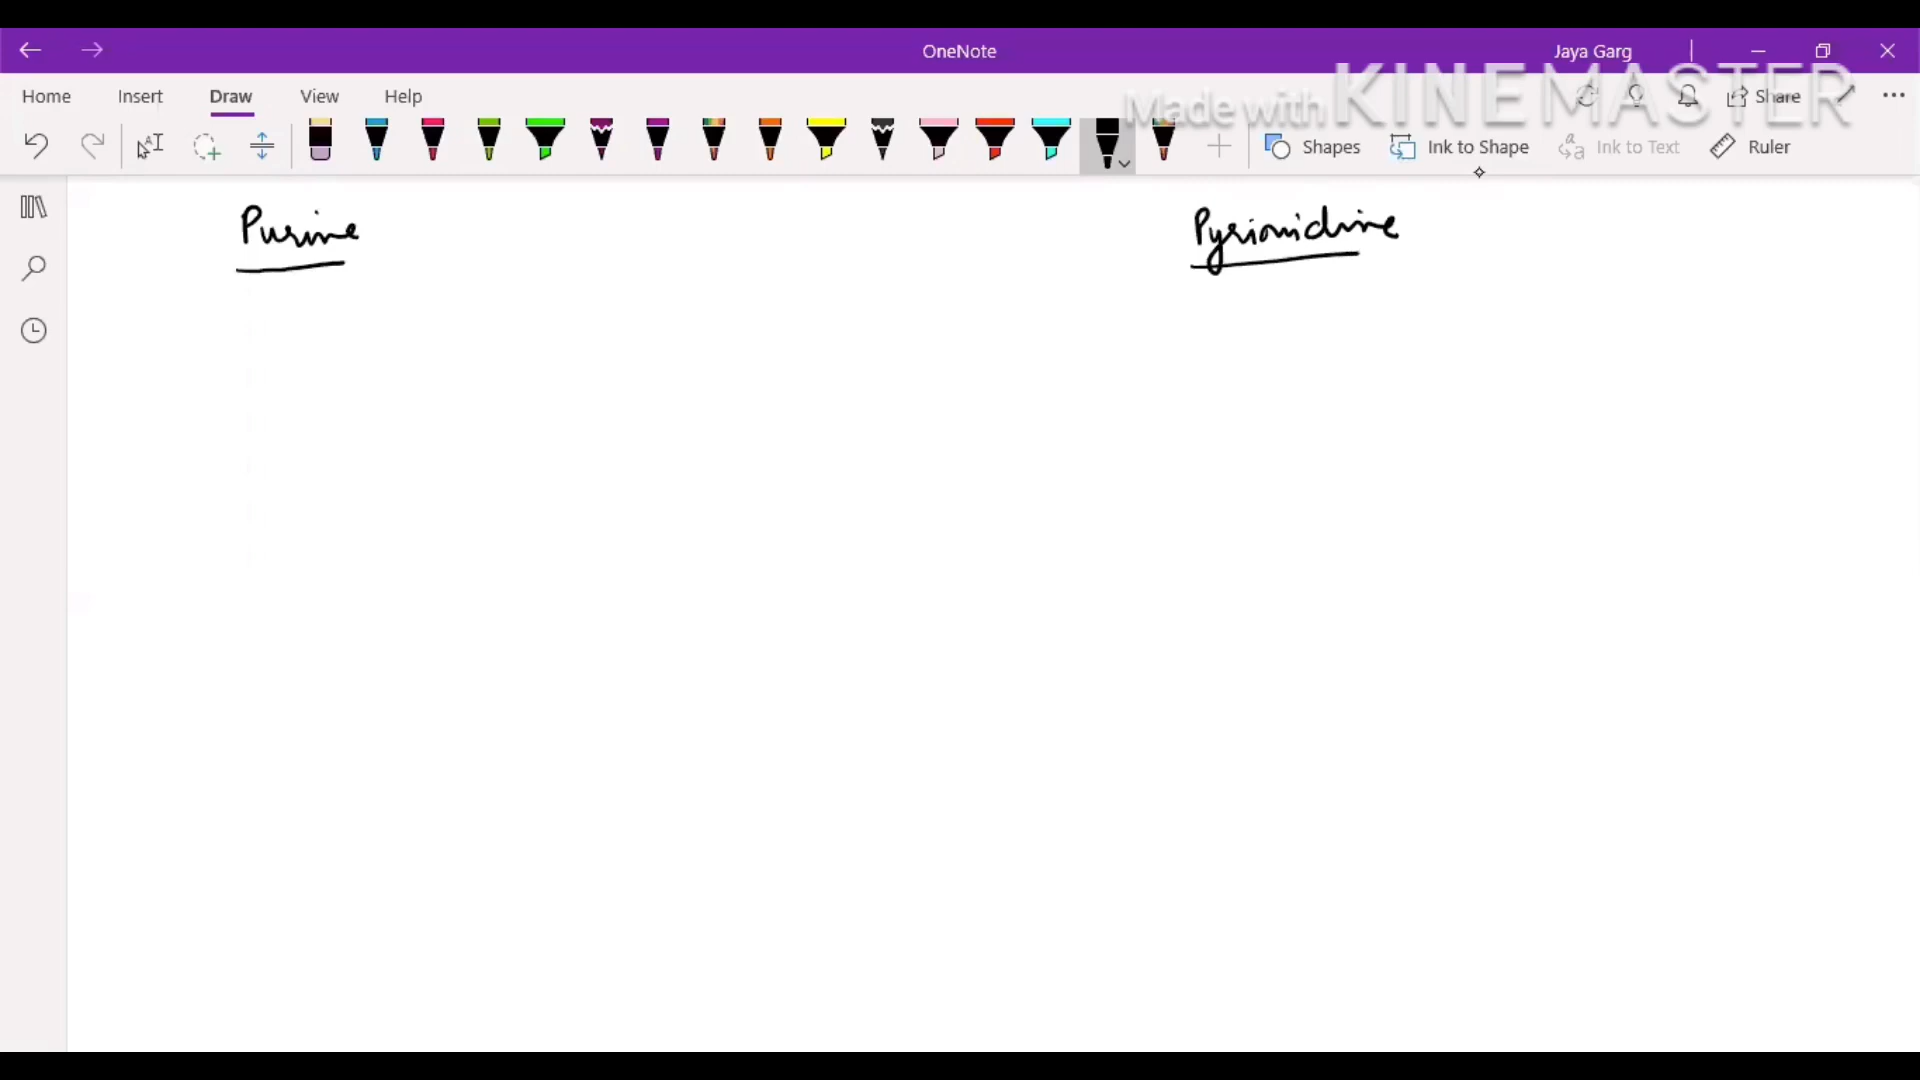 OneNote
Jaya Garg
Made with KINEMASTER
Home Insert Draw View Help Share
Shapes Ink to Shape Ink to Text Ruler
Purine Pyrimidine